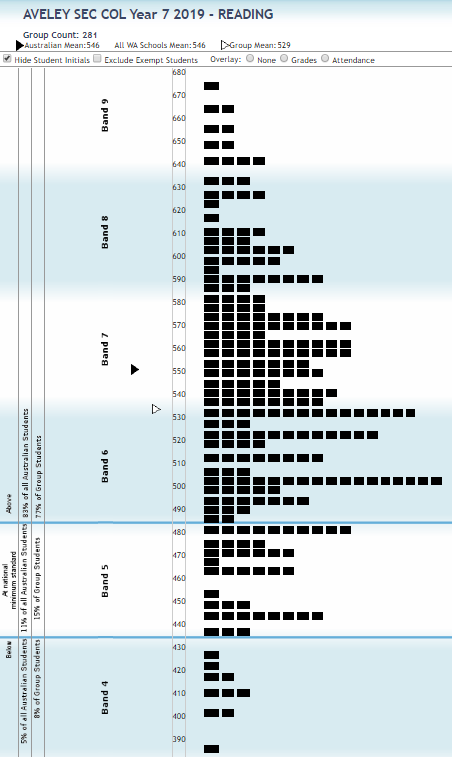 AVELEY SEC COL Year 7 2019 - READING
Group Count: 281
Australian Mean:546 All WA Schools Mean:546 Group Mean:529
Hide Student Initials Exclude Exempt Students Overlay: None Grades Attendance
680
670
Band 9
660
650
640
630
620
Band 8
610
600
590
580
570
Band 7
560
550
540
530
520
Band 6
510
500
490
Above
83% of all Australian Students
77% of Group Students
480
470
Band 5
460
450
440
At national
minimum standard
11% of all Australian Students
15% of Group Students
430
420
Band 4
410
400
390
Below
5% of all Australian Students
8% of Group Students